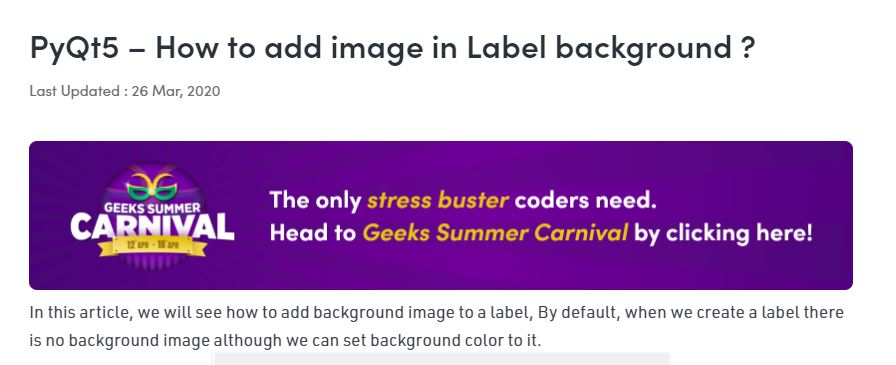 PyQt5 – How to add image in Label background ?
Last Updated : 26 Mar, 2020
GEEKS SUMMER
CARNIVAL
12 APR - 18 APR
The only stress buster coders need.
Head to Geeks Summer Carnival by clicking here!
In this article, we will see how to add background image to a label, By default, when we create a label there
is no background image although we can set background color to it.